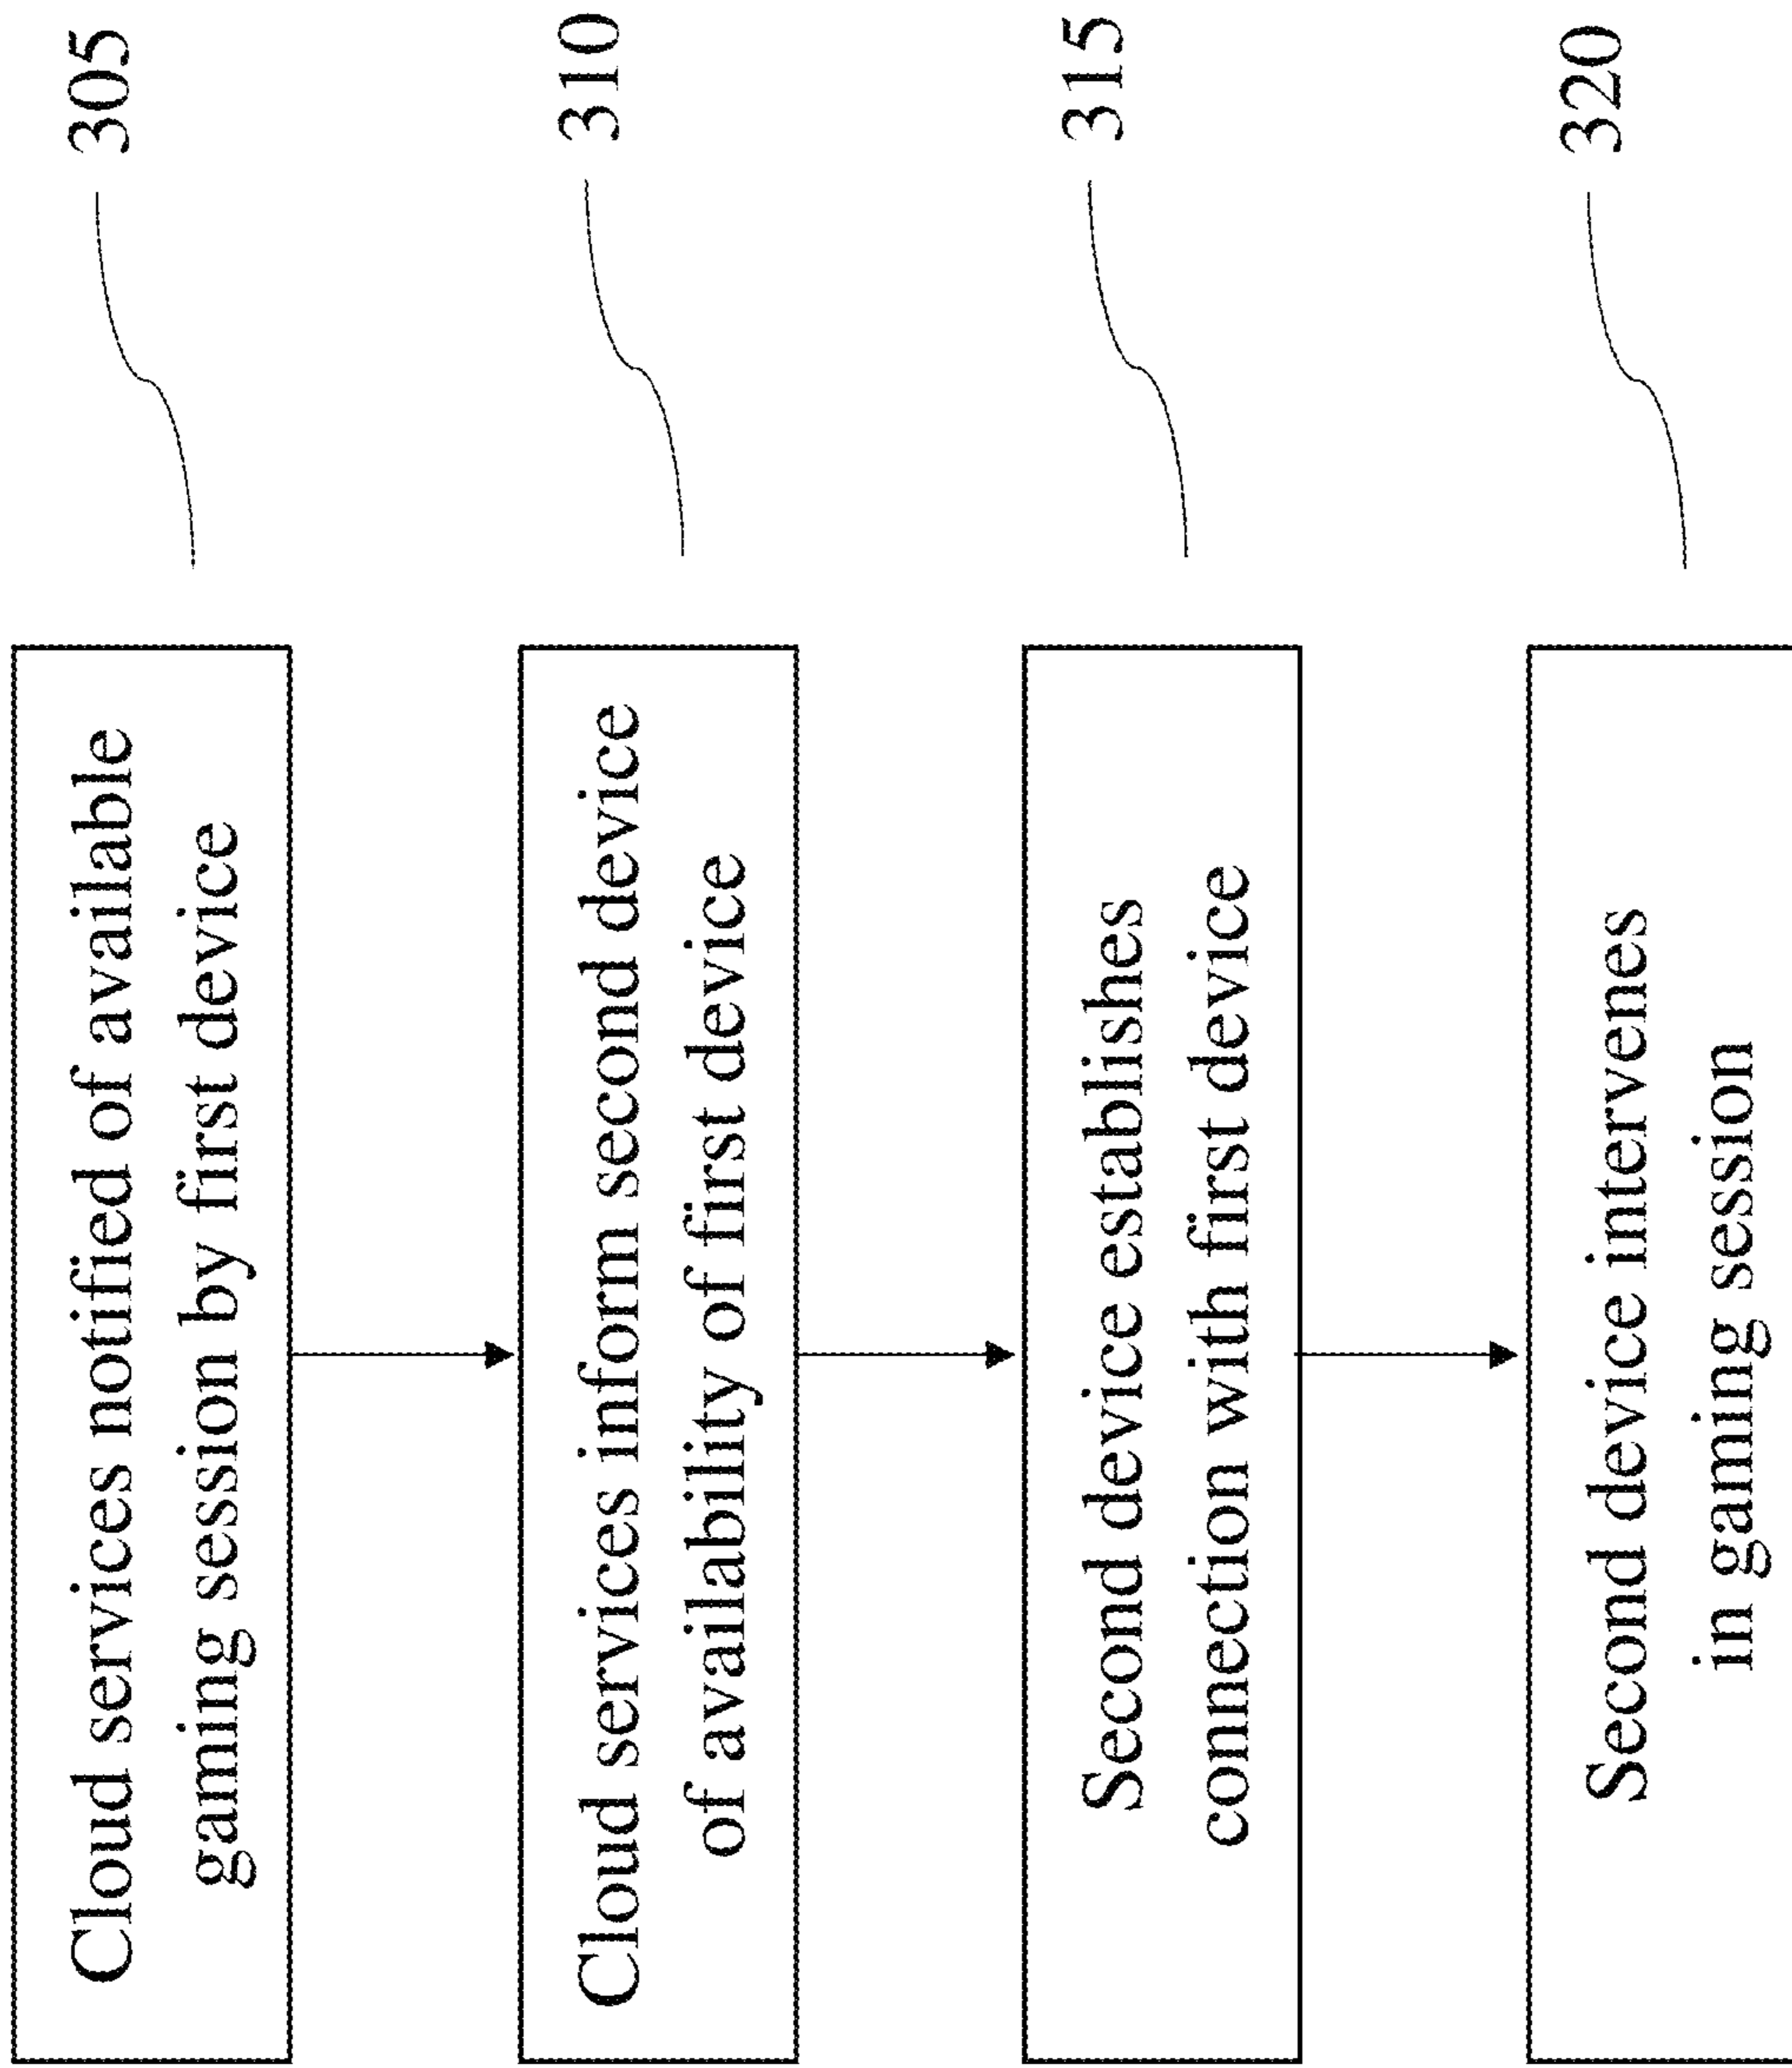 Cloud services notified of available
gaming session by first device
305
Cloud services inform second device
of availability of first device
310
Second device establishes
connection with first device
315
Second device intervenes
in gaming session
320